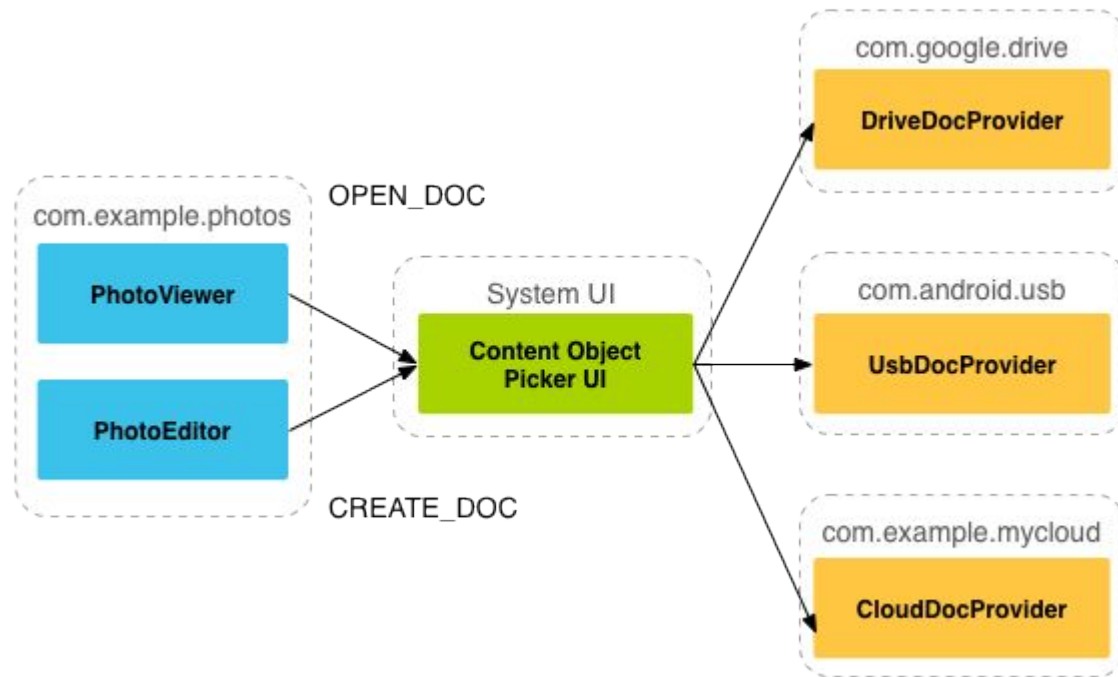 com.example.photos
PhotoViewer
PhotoEditor
OPEN_DOC
CREATE_DOC
System UI
Content Object
Picker UI
com.google.drive
DriveDocProvider
com.android.usb
UsbDocProvider
com.example.mycloud
CloudDocProvider